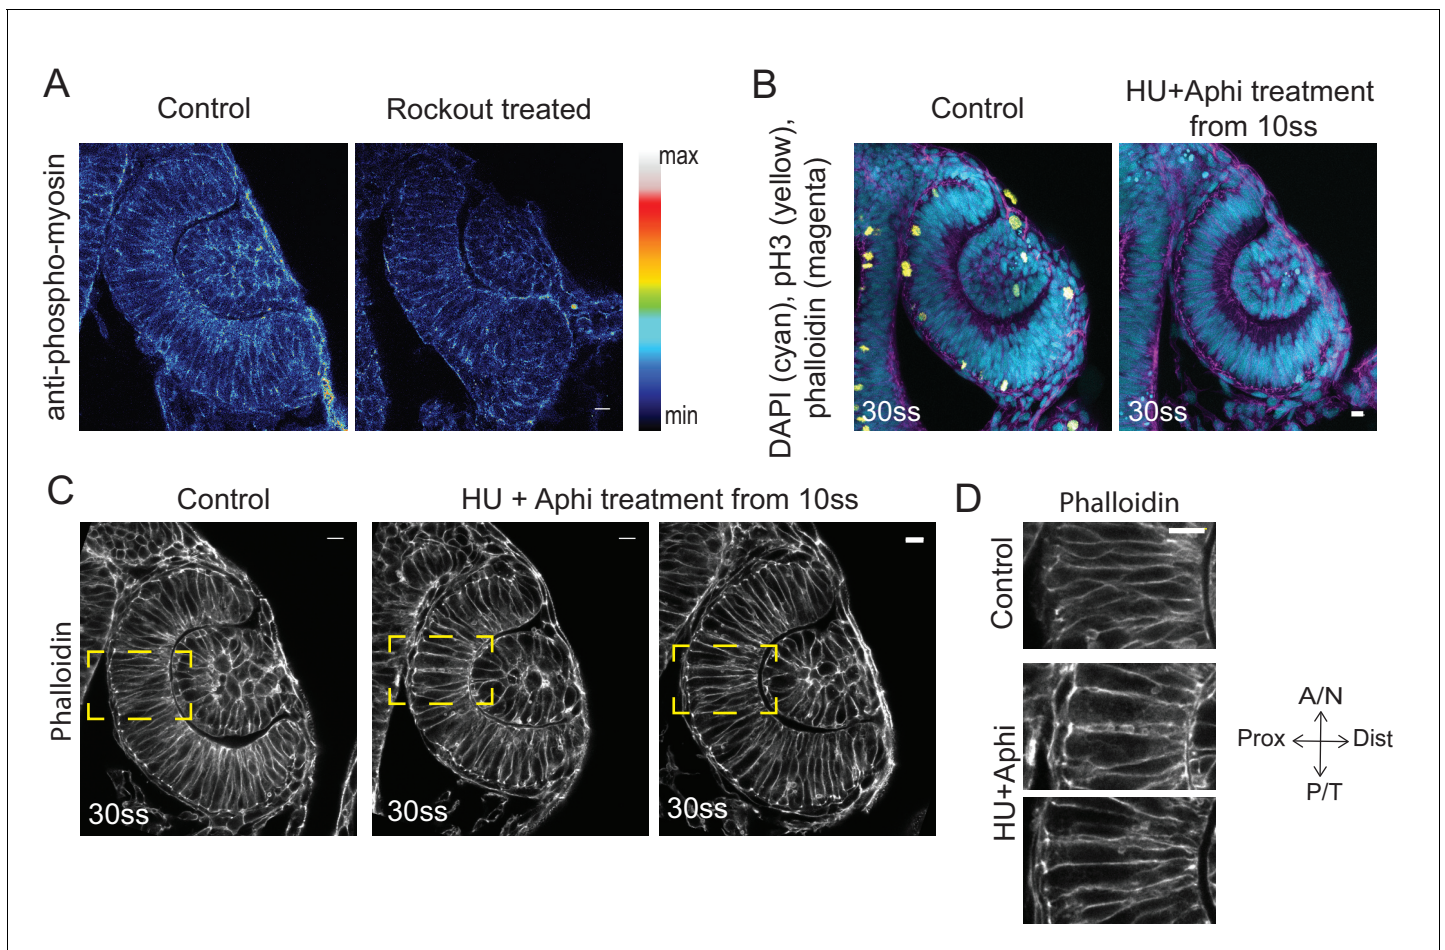 A
Control
Rockout treated
anti-phospho-myosin
max
min
B
Control
HU+Aphi treatment
from 10ss
DAPI (cyan), pH3 (yellow),
phalloidin (magenta)
30ss
30ss
C
Control
HU + Aphi treatment from 10ss
Phalloidin
30ss
30ss
30ss
D
Phalloidin
Control
HU+Aphi
A/N
Prox
Dist
P/T